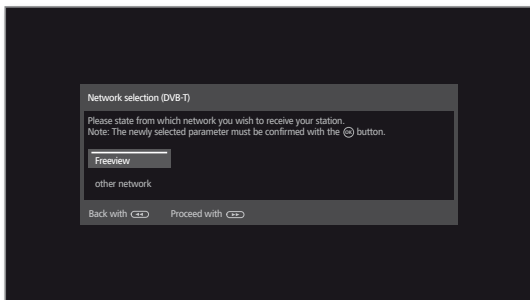 Network selection (DVB-T)
Please state from which network you wish to receive your station.
Note: The newly selected parameter must be confirmed with the OK button.
Freeview
other network
Back with ◀◀ Proceed with ▶▶